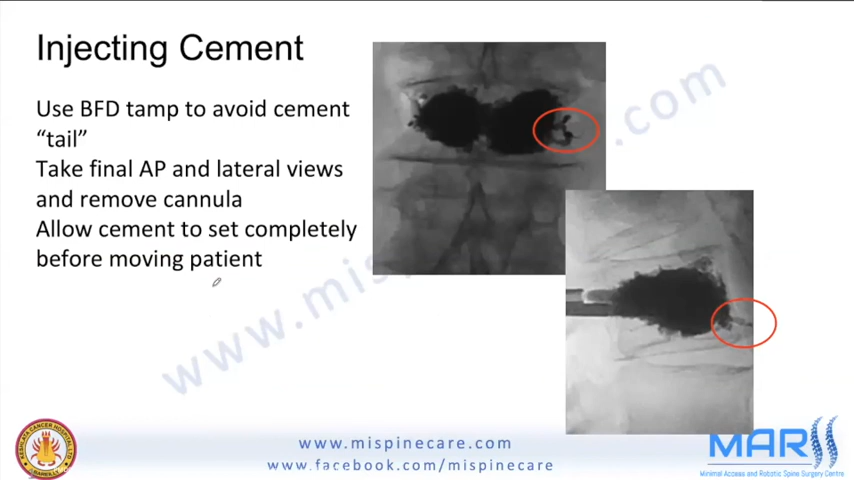 Injecting Cement
Use BFD tamp to avoid cement
“tail”
Take final AP and lateral views
and remove cannula
Allow cement to set completely
before moving patient
www.mispinecare.com
www.mispinecare.com
www.facebook.com/mispinecare
MARSS
Minimal Access and Robotic Spine Surgery Centre